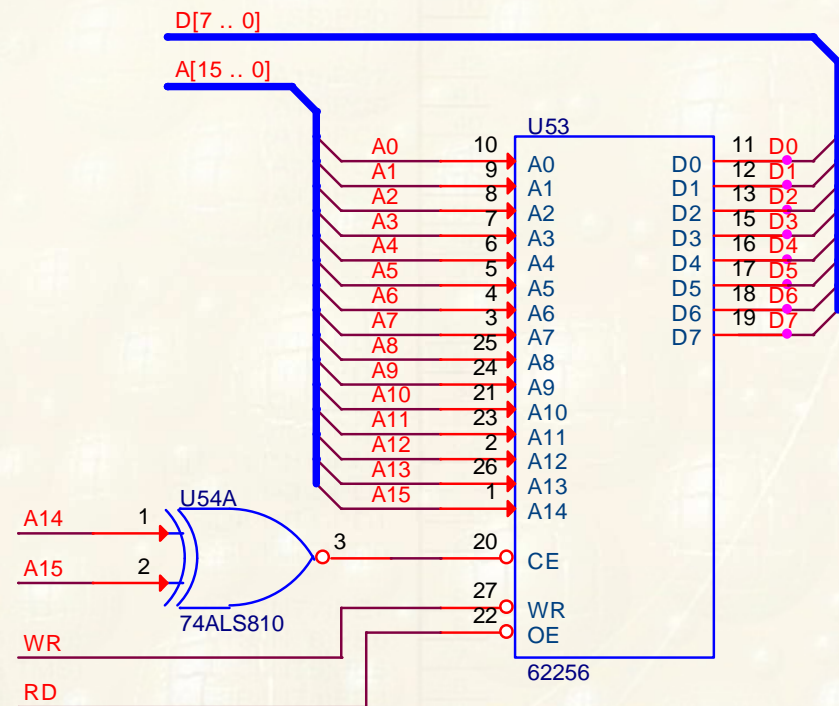 D[7 .. 0]
A[15 .. 0]
U53
A0 10 A0 D0 11 D0
A1 9 A1 D1 12 D1
A2 8 A2 D2 13 D2
A3 7 A3 D3 15 D3
A4 6 A4 D4 16 D4
A5 5 A5 D5 17 D5
A6 4 A6 D6 18 D6
A7 3 A7 D7 19 D7
A8 25 A8
A9 24 A9
A10 21 A10
A11 23 A11
A12 2 A12
A13 26 A13
A15 1 A14
U54A
A14 1
3 20 CE
A15 2
74ALS810
27 WR
22 OE
WR
62256
RD